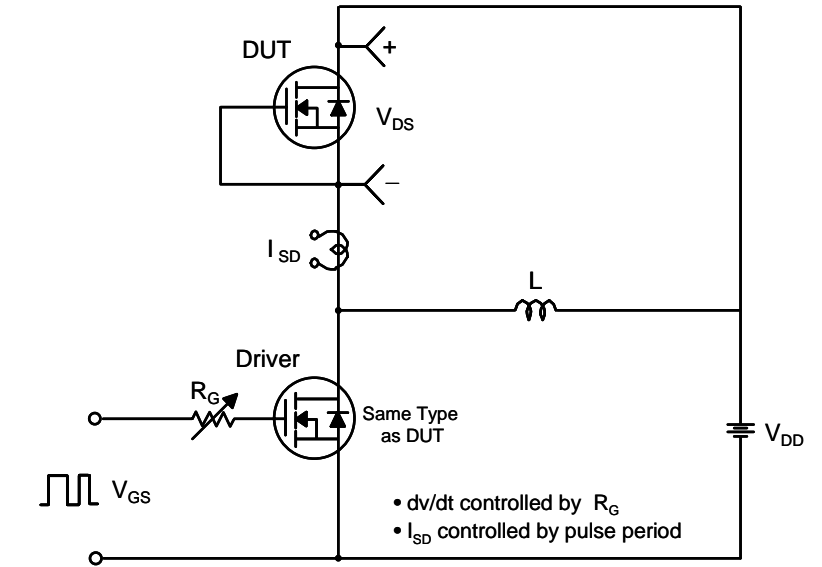 DUT
+
V_DS
−
I_SD
L
Driver
R_G
Same Type
as DUT
V_DD
V_GS
• dv/dt controlled by R_G
• I_SD controlled by pulse period